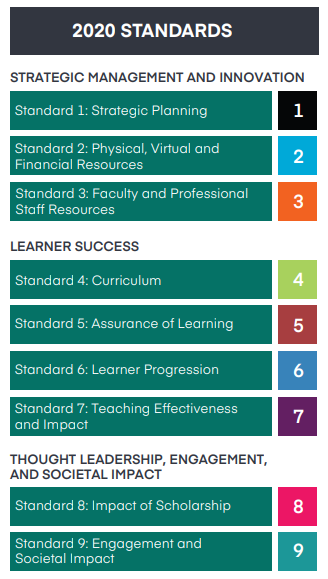 2020 STANDARDS
STRATEGIC MANAGEMENT AND INNOVATION
Standard 1: Strategic Planning
1
Standard 2: Physical, Virtual and
Financial Resources
2
Standard 3: Faculty and Professional
Staff Resources
3
LEARNER SUCCESS
Standard 4: Curriculum
4
Standard 5: Assurance of Learning
5
Standard 6: Learner Progression
6
Standard 7: Teaching Effectiveness
and Impact
7
THOUGHT LEADERSHIP, ENGAGEMENT,
AND SOCIETAL IMPACT
Standard 8: Impact of Scholarship
8
Standard 9: Engagement and
Societal Impact
9